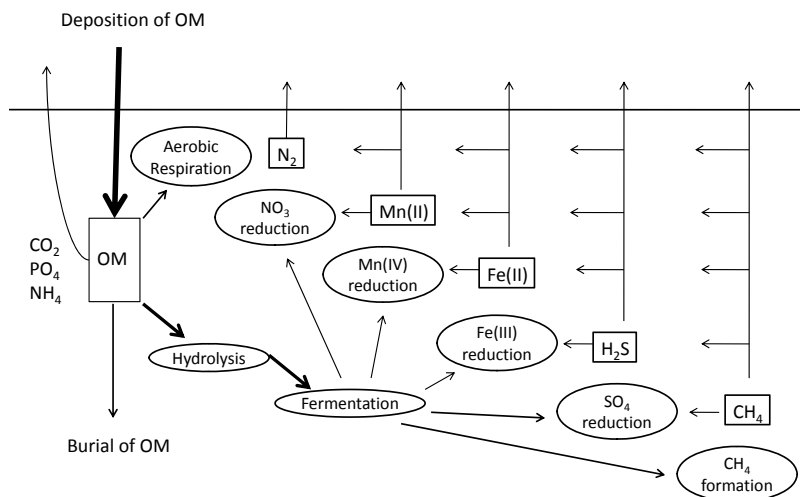 Deposition of OM
Aerobic
Respiration
N₂
NO₃
reduction
Mn(II)
CO₂
PO₄
NH₄
OM
Mn(IV)
reduction
Fe(II)
Hydrolysis
Fe(III)
reduction
H₂S
Fermentation
SO₄
reduction
CH₄
Burial of OM
CH₄
formation